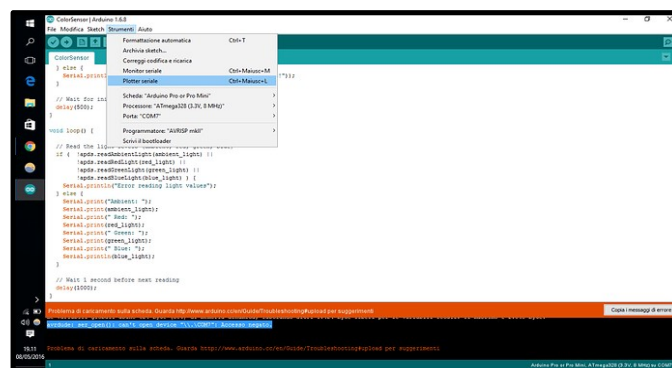 ColorSensor | Arduino 1.6.8
File Modifica Sketch Strumenti Aiuto
Formattazione automatica Ctrl+T
Archivia sketch...
Correggi codifica e ricarica
Monitor seriale Ctrl+Maiusc+M
Plotter seriale Ctrl+Maiusc+L
Scheda: "Arduino Pro or Pro Mini"
Processore: "ATmega328 (3.3V, 8 MHz)"
Porta: "COM7"
Programmatore: "AVRISP mkII"
Scrivi il bootloader
ColorSensor
} else {
Serial.print
!"));
}
// Wait for ini
delay(500);
}
void loop() {
// Read the light
if ( !apds.readAmbientLight(ambient_light) ||
!apds.readRedLight(red_light) ||
!apds.readGreenLight(green_light) ||
!apds.readBlueLight(blue_light) ) {
Serial.println("Error reading light values");
} else {
Serial.print("Ambient: ");
Serial.print(ambient_light);
Serial.print(" Red: ");
Serial.print(red_light);
Serial.print(" Green: ");
Serial.print(green_light);
Serial.print(" Blue: ");
Serial.println(blue_light);
}
// Wait 1 second before next reading
delay(1000);
}
Problema di caricamento sulla scheda. Guarda http://www.arduino.cc/en/Guide/Troubleshooting#upload per suggerimenti
Copia i messaggi di errore
avrdude: ser_open(): can't open device "\\.\COM7": Accesso negato.
Problema di caricamento sulla scheda. Guarda http://www.arduino.cc/en/Guide/Troubleshooting#upload per suggerimenti
1
Arduino Pro or Pro Mini, ATmega328 (3.3V, 8 MHz) su COM7
19:11
08/05/2016